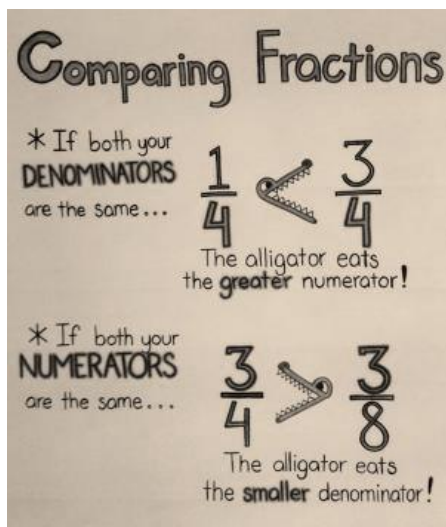 Comparing Fractions
* If both your
DENOMINATORS
are the same...
1/4 < 3/4
The alligator eats
the greater numerator!
* If both your
NUMERATORS
are the same...
3/4 > 3/8
The alligator eats
the smaller denominator!